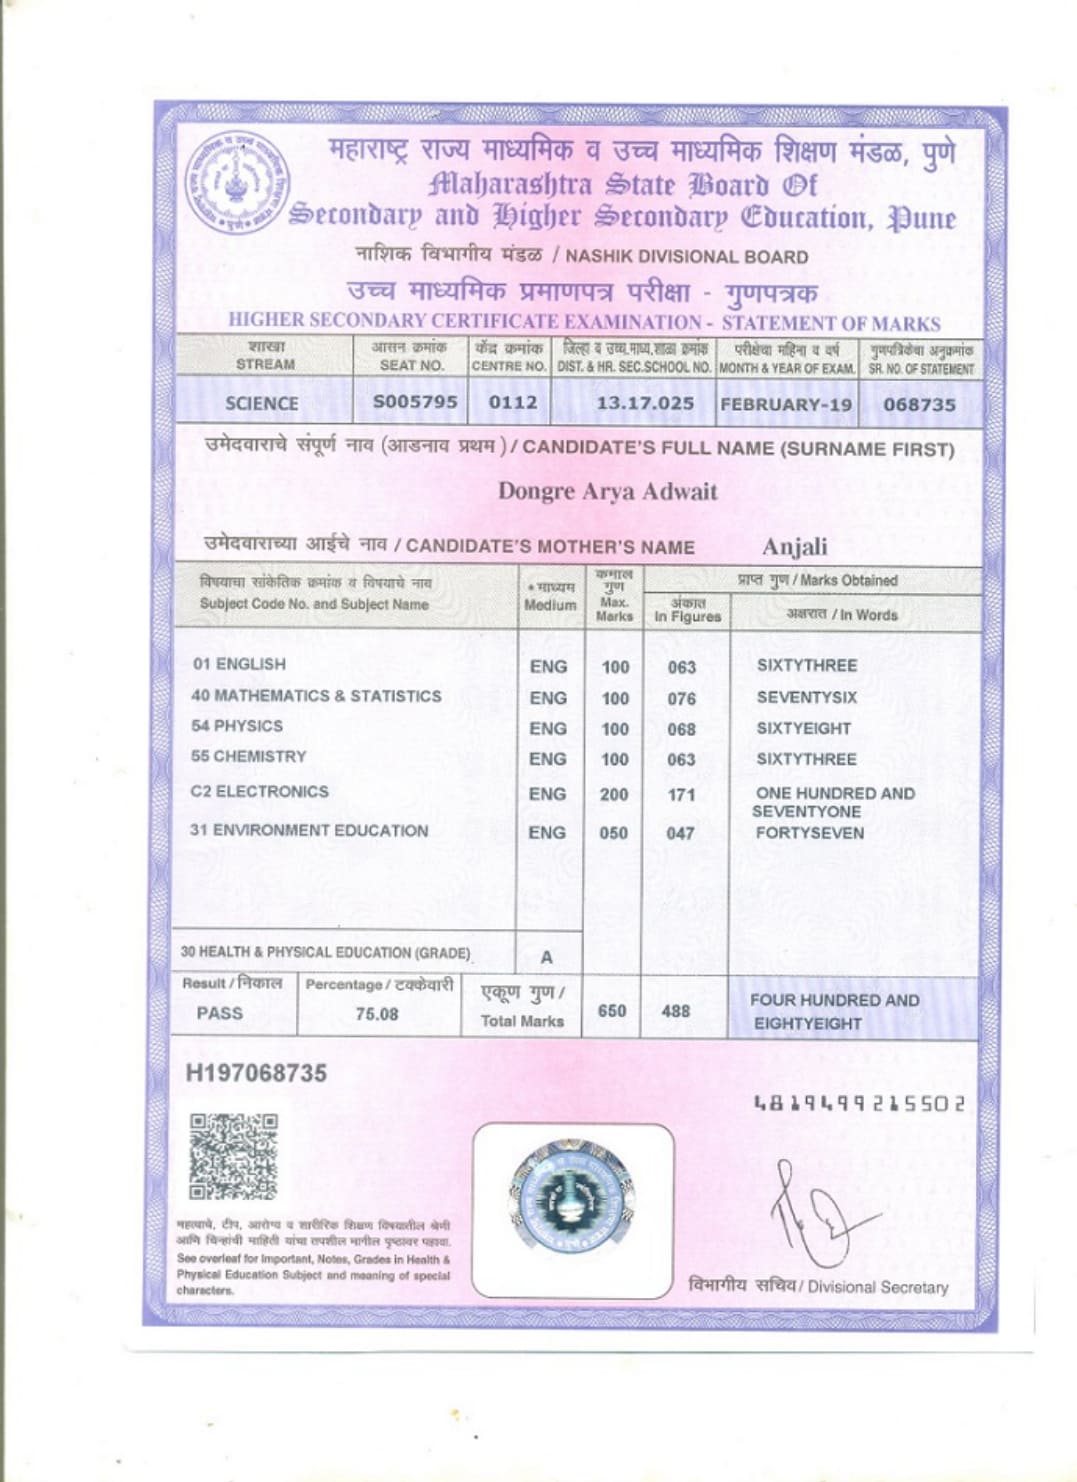 महाराष्ट्र राज्य माध्यमिक व उच्च माध्यमिक शिक्षण मंडळ, पुणे
Maharashtra State Board Of
Secondary and Higher Secondary Education, Pune
नाशिक विभागीय मंडळ / NASHIK DIVISIONAL BOARD
उच्च माध्यमिक प्रमाणपत्र परीक्षा - गुणपत्रक
HIGHER SECONDARY CERTIFICATE EXAMINATION - STATEMENT OF MARKS
शाखा आसन क्रमांक केंद्र क्रमांक जिल्हा व उच्च.माध्य.शाळा क्रमांक परीक्षेचा महिना व वर्ष गुणपत्रिकेचा अनुक्रमांक
STREAM SEAT NO. CENTRE NO. DIST. & HR. SEC.SCHOOL NO. MONTH & YEAR OF EXAM. SR. NO. OF STATEMENT
SCIENCE S005795 0112 13.17.025 FEBRUARY-19 068735
उमेदवाराचे संपूर्ण नाव (आडनाव प्रथम) / CANDIDATE'S FULL NAME (SURNAME FIRST)
Dongre Arya Adwait
उमेदवाराच्या आईचे नाव / CANDIDATE'S MOTHER'S NAME Anjali
विषयाचा सांकेतिक क्रमांक व विषयाचे नाव
Subject Code No. and Subject Name
• माध्यम
Medium
कमाल
गुण
Max.
Marks
प्राप्त गुण / Marks Obtained
अंकात
In Figures
अक्षरात / In Words
01 ENGLISH ENG 100 063 SIXTYTHREE
40 MATHEMATICS & STATISTICS ENG 100 076 SEVENTYSIX
54 PHYSICS ENG 100 068 SIXTYEIGHT
55 CHEMISTRY ENG 100 063 SIXTYTHREE
C2 ELECTRONICS ENG 200 171 ONE HUNDRED AND
SEVENTYONE
31 ENVIRONMENT EDUCATION ENG 050 047 FORTYSEVEN
30 HEALTH & PHYSICAL EDUCATION (GRADE) A
Result / निकाल Percentage / टक्केवारी एकूण गुण /
PASS 75.08 Total Marks 650 488 FOUR HUNDRED AND
EIGHTYEIGHT
H197068735
4819499215502
महत्वाचे, टीप, आरोग्य व शारीरिक शिक्षण विषयातील श्रेणी
आणि चिन्हांची माहिती यांचा तपशील मागील पृष्ठावर पहावा.
See overleaf for Important, Notes, Grades in Health &
Physical Education Subject and meaning of special
characters.
विभागीय सचिव / Divisional Secretary